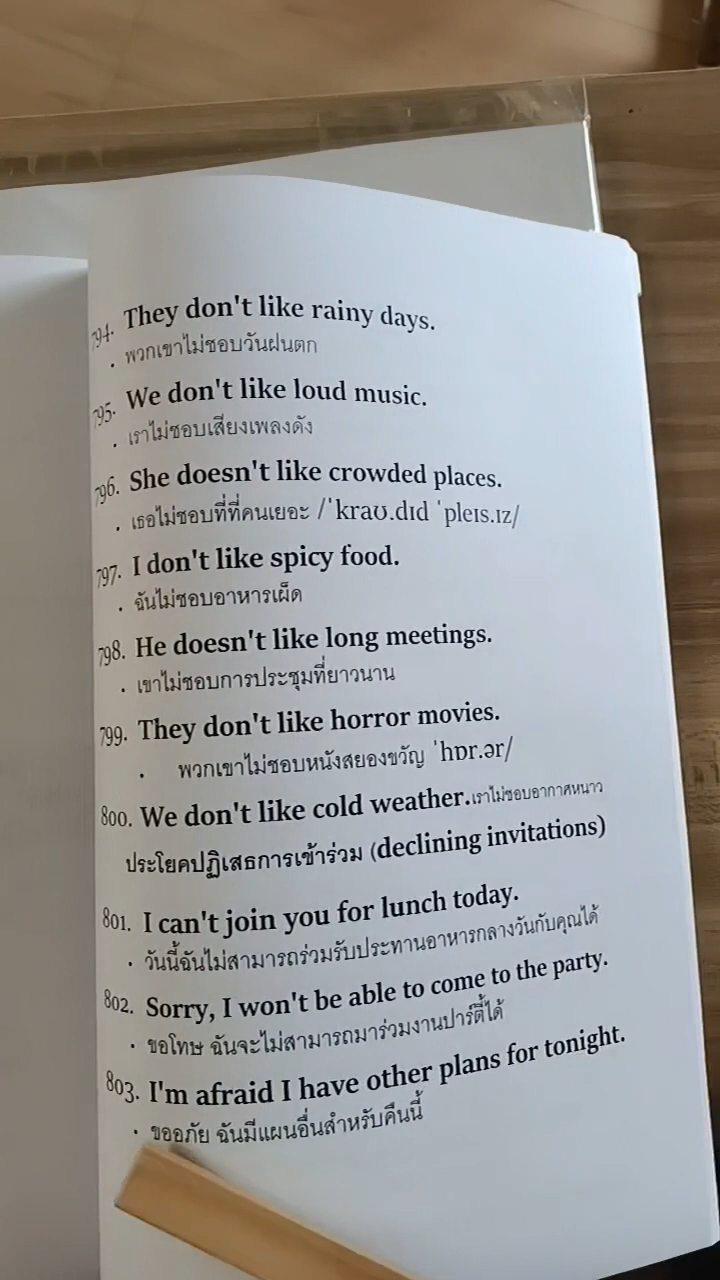 794. They don't like rainy days.
• พวกเขาไม่ชอบวันฝนตก
795. We don't like loud music.
• เราไม่ชอบเสียงเพลงดัง
796. She doesn't like crowded places.
• เธอไม่ชอบที่ที่คนเยอะ /ˈkraʊ.dɪd ˈpleɪs.ɪz/
797. I don't like spicy food.
• ฉันไม่ชอบอาหารเผ็ด
798. He doesn't like long meetings.
• เขาไม่ชอบการประชุมที่ยาวนาน
799. They don't like horror movies.
• พวกเขาไม่ชอบหนังสยองขวัญ ˈhɒr.ər/
800. We don't like cold weather.เราไม่ชอบอากาศหนาว
ประโยคปฏิเสธการเข้าร่วม (declining invitations)
801. I can't join you for lunch today.
• วันนี้ฉันไม่สามารถร่วมรับประทานอาหารกลางวันกับคุณได้
802. Sorry, I won't be able to come to the party.
• ขอโทษ ฉันจะไม่สามารถมาร่วมงานปาร์ตี้ได้
803. I'm afraid I have other plans for tonight.
• ขออภัย ฉันมีแผนอื่นสำหรับคืนนี้